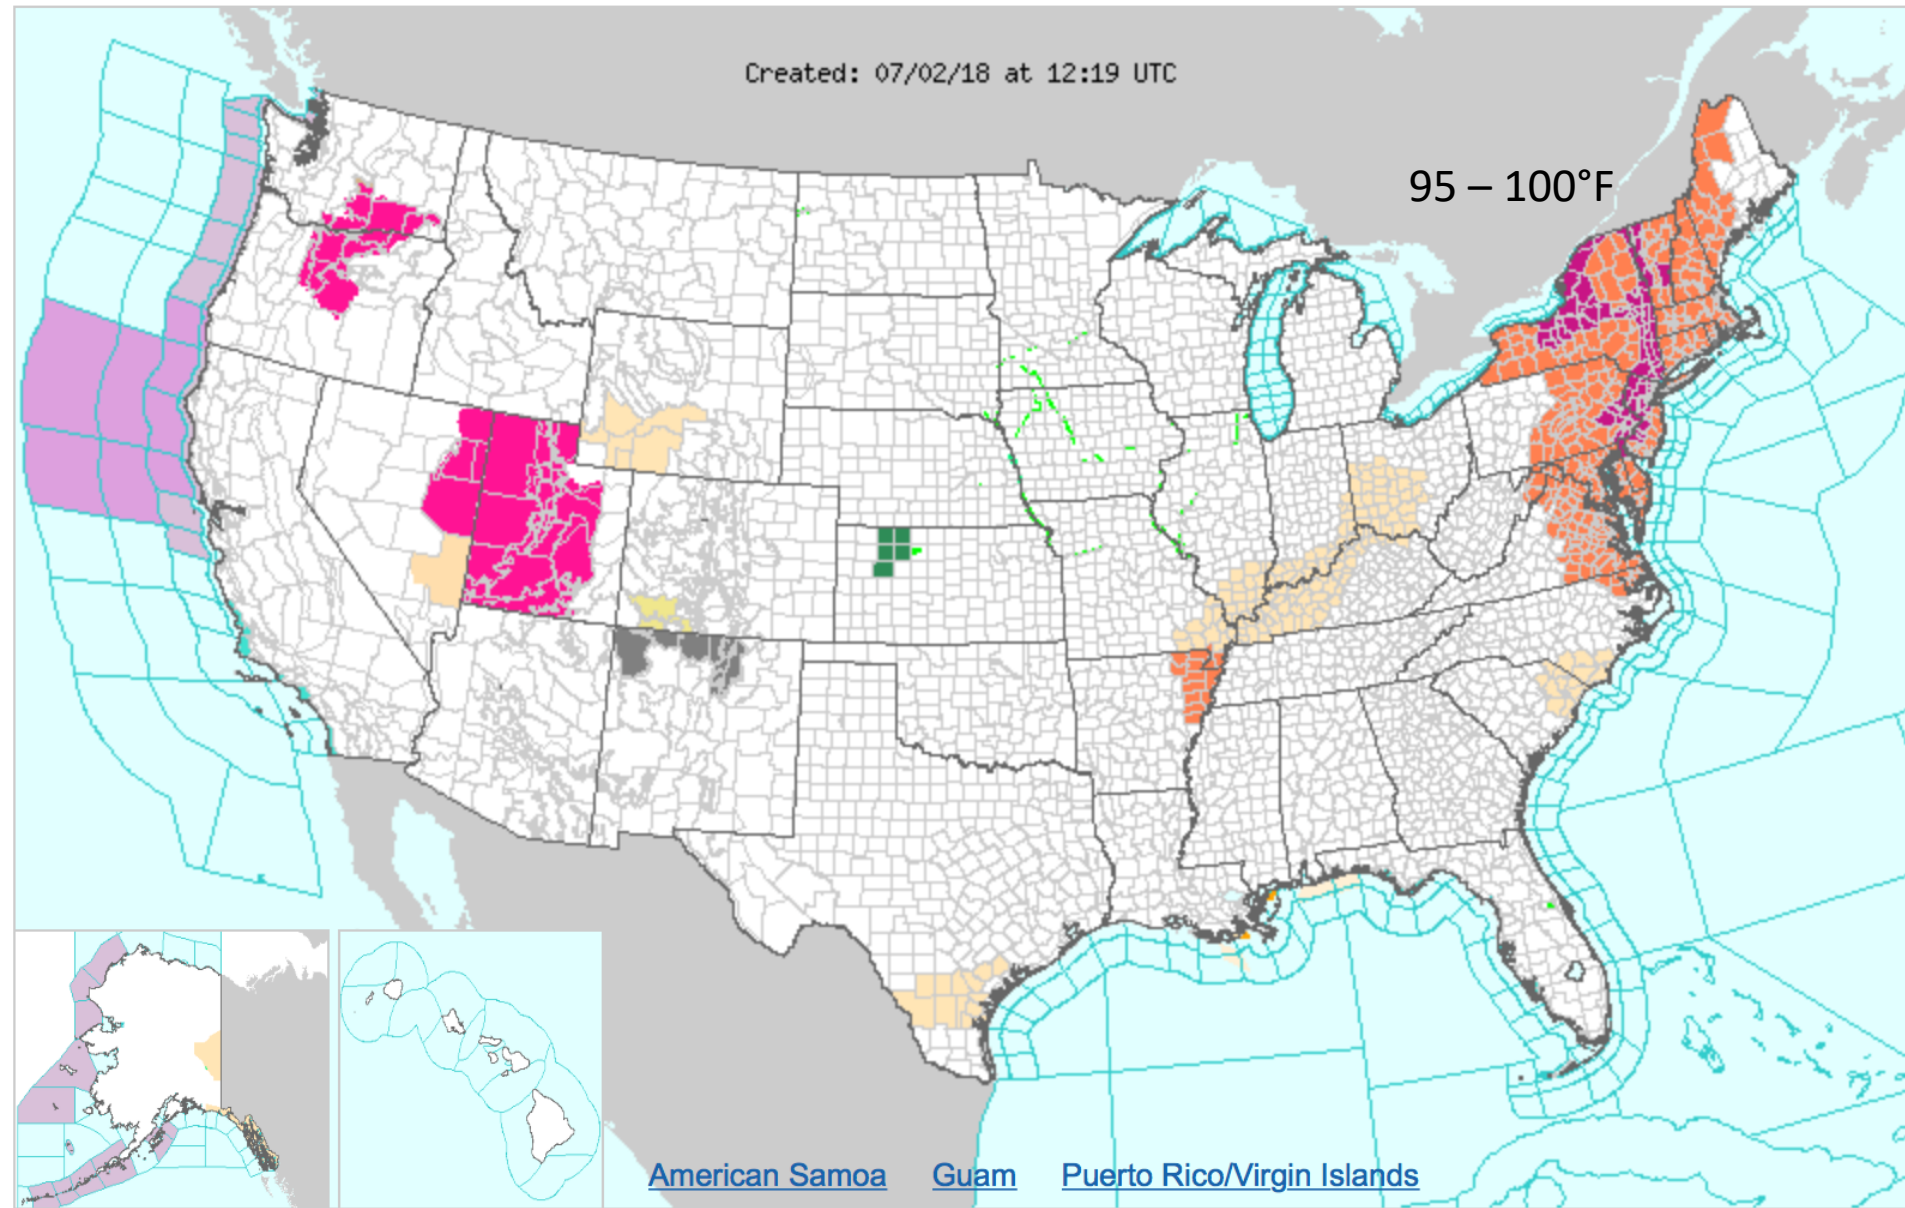 Created: 07/02/18 at 12:19 UTC
95 – 100°F
American Samoa Guam Puerto Rico/Virgin Islands